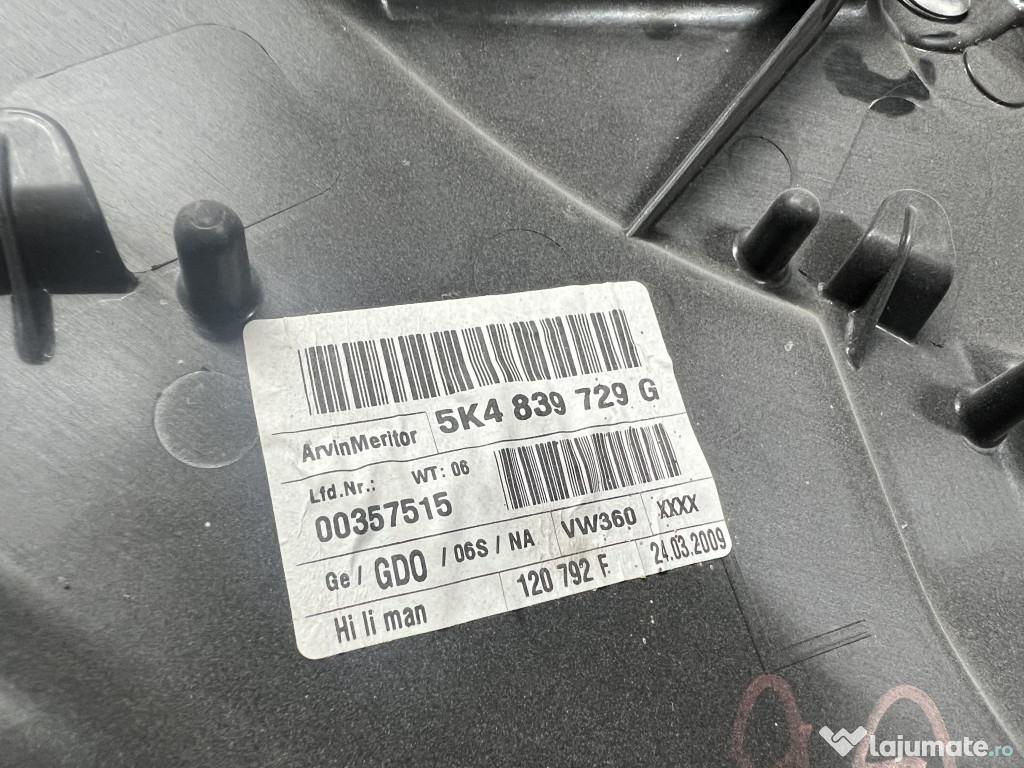 5K4 839 729 G
ArvinMeritor
Lfd.Nr.: WT: 06
00357515
Ge / GDO / 06S / NA VW360 XXXX
Hi li man 120 792 F 24.03.2009
lajumate.ro